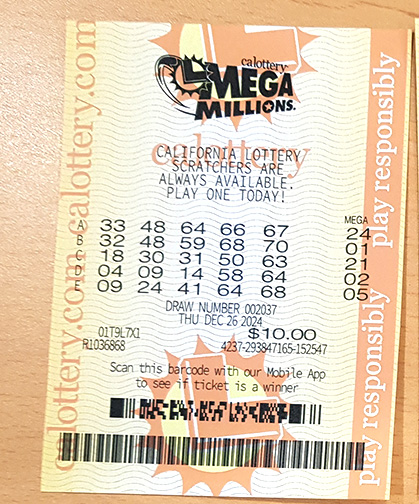 calottery
MEGA
MILLIONS.
calottery
CALIFORNIA LOTTERY
SCRATCHERS ARE
ALWAYS AVAILABLE.
PLAY ONE TODAY!
MEGA
A 33 48 64 66 67 24
B 32 48 59 68 70 01
C 18 30 31 50 63 21
D 04 09 14 58 64 02
E 09 24 41 64 68 05
DRAW NUMBER 002037
THU DEC 26 2024
01T9L7X1 $10.00
R1036868 4237-293847165-152547
Scan this barcode with our Mobile App
to see if ticket is a winner
calottery.com calottery.com
play responsibly
play responsibly